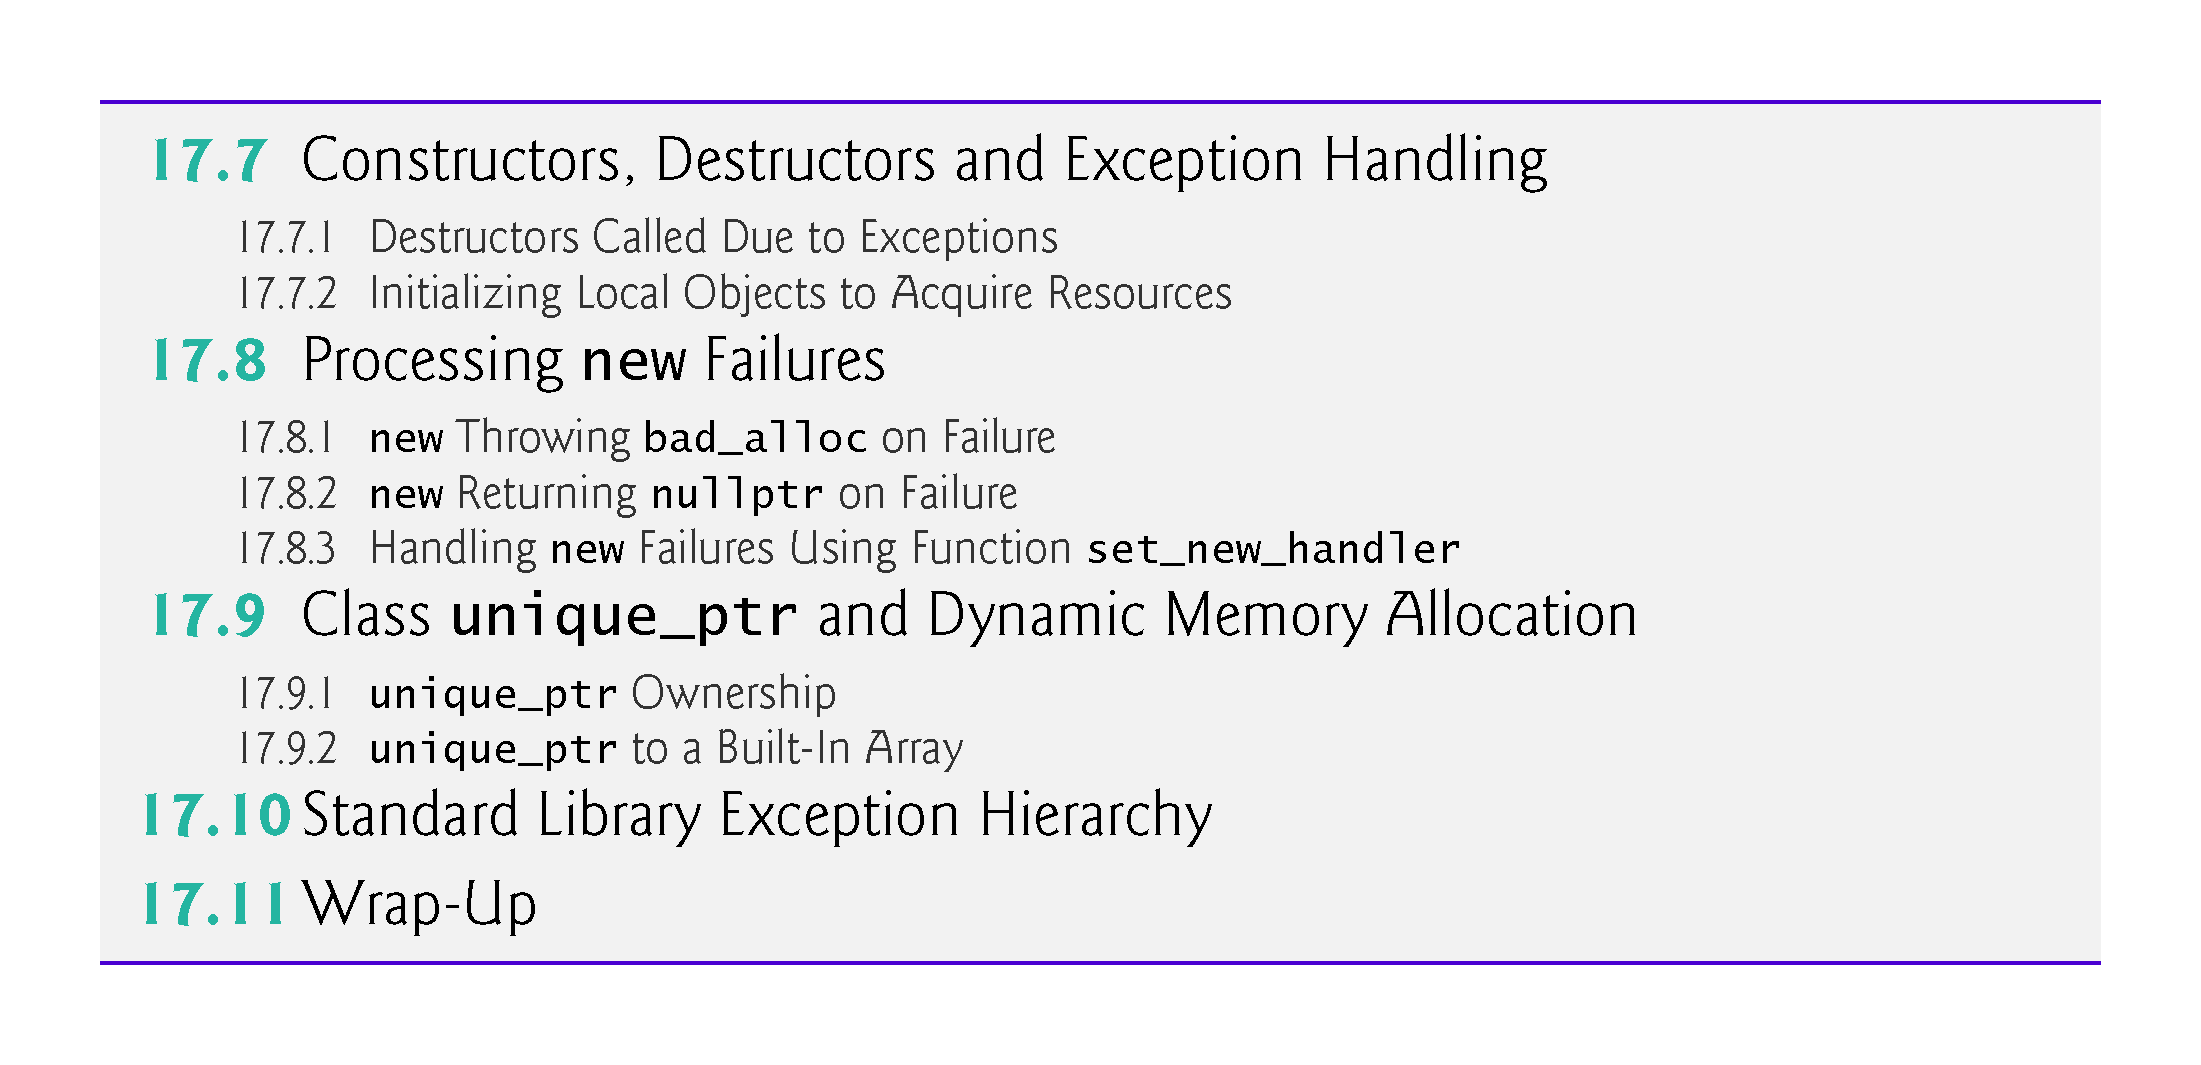 17.7 Constructors, Destructors and Exception Handling
17.7.1 Destructors Called Due to Exceptions
17.7.2 Initializing Local Objects to Acquire Resources
17.8 Processing new Failures
17.8.1 new Throwing bad_alloc on Failure
17.8.2 new Returning nullptr on Failure
17.8.3 Handling new Failures Using Function set_new_handler
17.9 Class unique_ptr and Dynamic Memory Allocation
17.9.1 unique_ptr Ownership
17.9.2 unique_ptr to a Built-In Array
17.10 Standard Library Exception Hierarchy
17.11 Wrap-Up